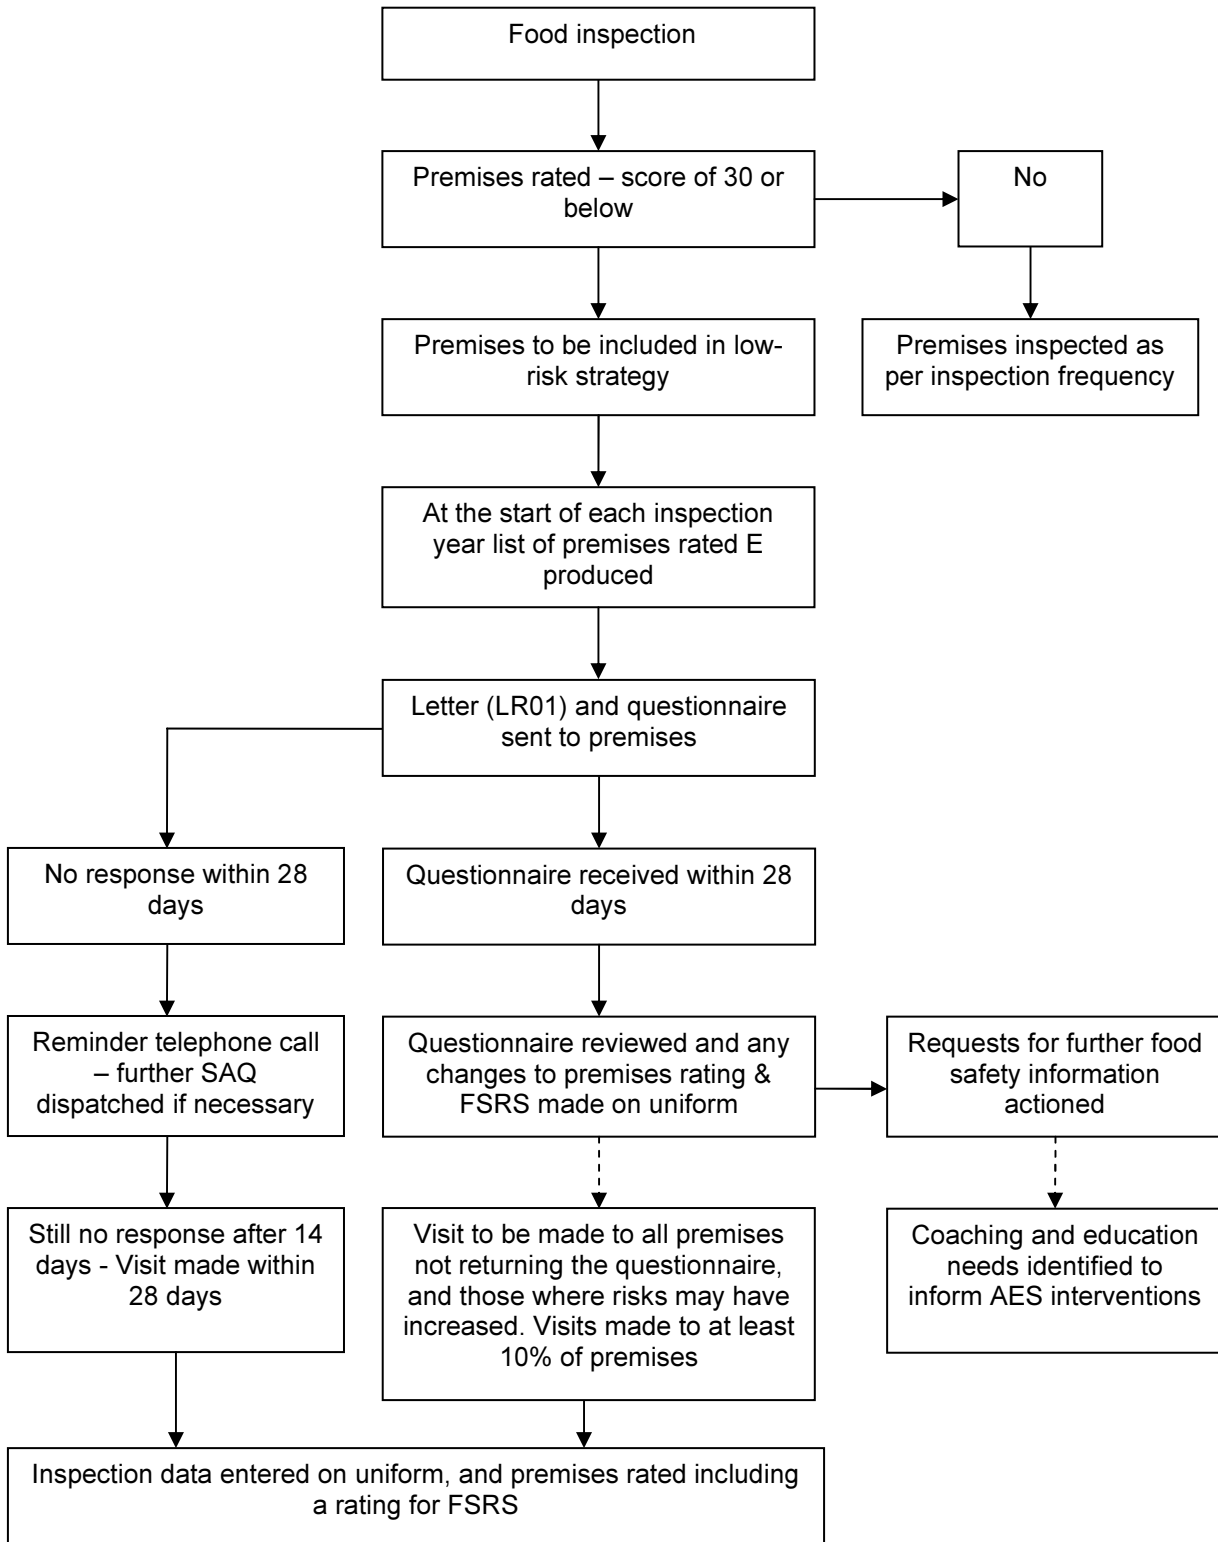 Food inspection
Premises rated – score of 30 or
below
No
Premises to be included in low-
risk strategy
Premises inspected as
per inspection frequency
At the start of each inspection
year list of premises rated E
produced
Letter (LR01) and questionnaire
sent to premises
No response within 28
days
Questionnaire received within 28
days
Reminder telephone call
– further SAQ
dispatched if necessary
Questionnaire reviewed and any
changes to premises rating &
FSRS made on uniform
Requests for further food
safety information
actioned
Still no response after 14
days - Visit made within
28 days
Visit to be made to all premises
not returning the questionnaire,
and those where risks may have
increased. Visits made to at least
10% of premises
Coaching and education
needs identified to
inform AES interventions
Inspection data entered on uniform, and premises rated including
a rating for FSRS